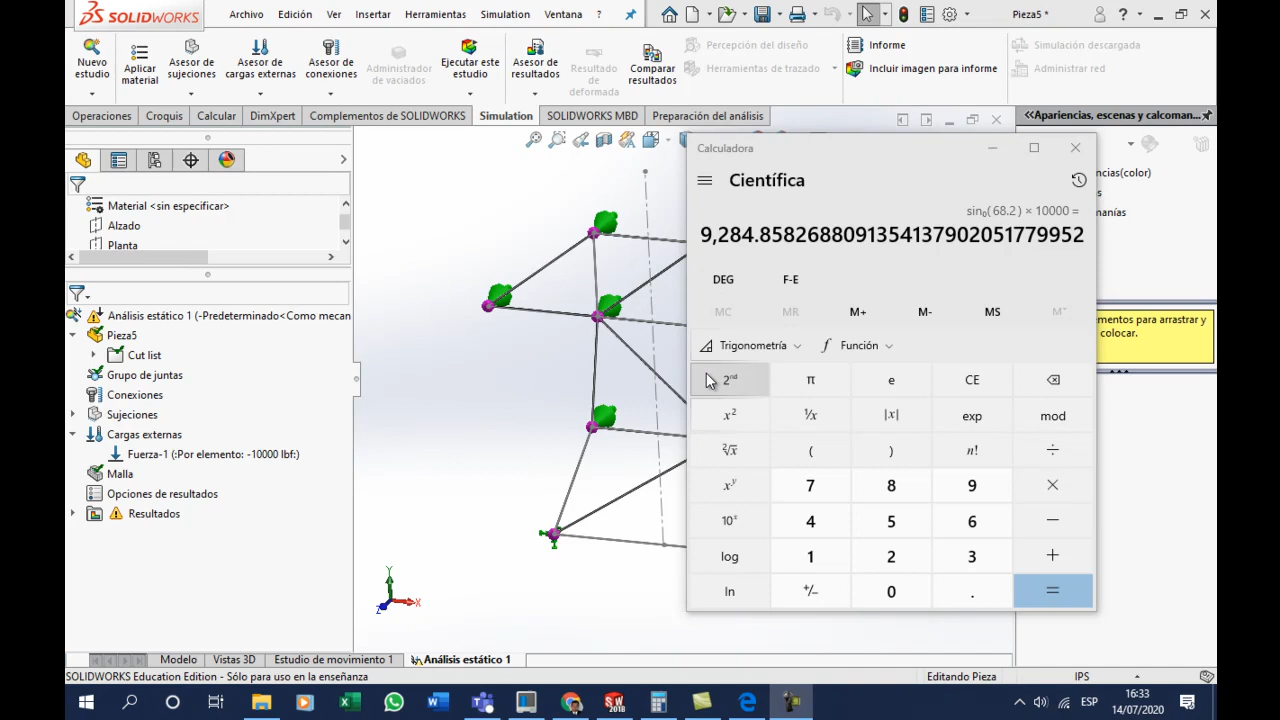 SOLIDWORKS
Archivo Edición Ver Insertar Herramientas Simulation Ventana ?
Pieza5 *
Nuevo estudio
Aplicar material
Asesor de sujeciones
Asesor de cargas externas
Asesor de conexiones
Administrador de vaciados
Ejecutar este estudio
Asesor de resultados
Resultado de deformada
Comparar resultados
Percepción del diseño
Herramientas de trazado
Informe
Incluir imagen para informe
Simulación descargada
Administrar red
Operaciones Croquis Calcular DimXpert Complementos de SOLIDWORKS Simulation SOLIDWORKS MBD Preparación del análisis
<<Apariencias, escenas y calcoman...
Material <sin especificar>
Alzado
Planta
Análisis estático 1 (-Predeterminado<Como mecan
Pieza5
Cut list
Grupo de juntas
Conexiones
Sujeciones
Cargas externas
Fuerza-1 (:Por elemento: -10000 lbf:)
Malla
Opciones de resultados
Resultados
Y
X
Z
Calculadora
Científica
sin₀(68.2) × 10000 =
9,284.8582688091354137902051779952
DEG F-E
MC MR M+ M- MS M˅
Trigonometría Función
2nd π e CE
x² ¹/x |x| exp mod
²√x ( ) n! ÷
xʸ 7 8 9 ×
10ˣ 4 5 6 −
log 1 2 3 +
ln +/− 0 . =
ncias(color)
s
manías
ementos para arrastrar y
colocar.
Modelo Vistas 3D Estudio de movimiento 1 Análisis estático 1
SOLIDWORKS Education Edition - Sólo para uso en la enseñanza
Editando Pieza IPS
SW
2018
ESP
16:33
14/07/2020